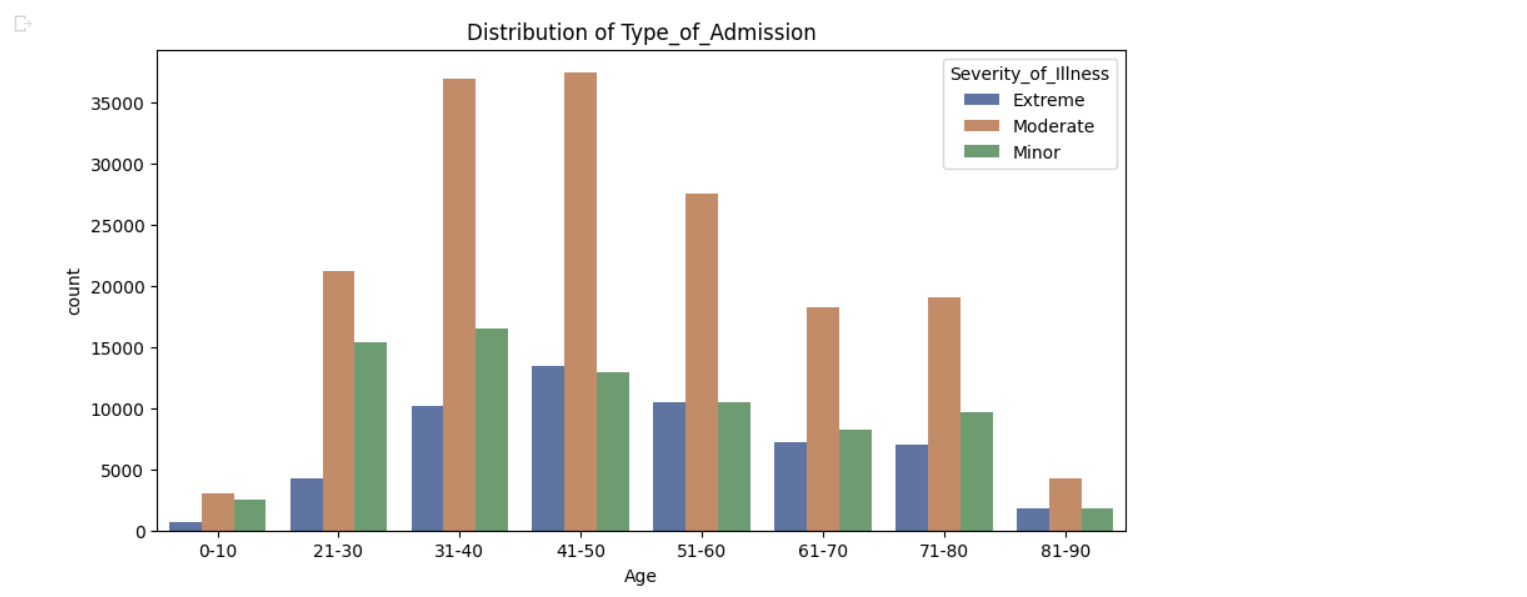 Distribution of Type_of_Admission
Severity_of_Illness
Extreme
Moderate
Minor
35000
30000
25000
20000
15000
10000
5000
0
count
0-10 21-30 31-40 41-50 51-60 61-70 71-80 81-90
Age